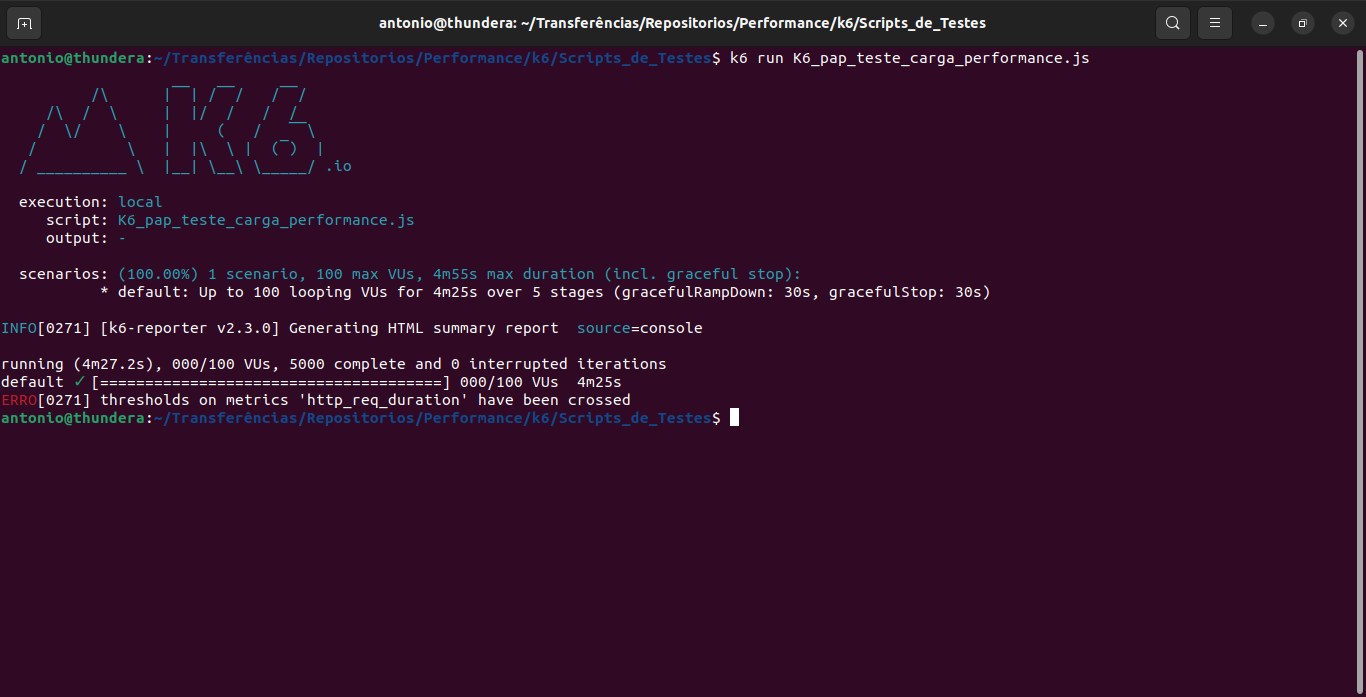 antonio@thundera: ~/Transferências/Repositorios/Performance/k6/Scripts_de_Testes
antonio@thundera:~/Transferências/Repositorios/Performance/k6/Scripts_de_Testes$ k6 run K6_pap_teste_carga_performance.js
          /\      |‾‾| /‾‾/   /‾‾/
     /\  /  \     |  |/  /   /  /
    /  \/    \    |     (   /   ‾‾\
   /          \   |  |\  \ |  (‾)  |
  / __________ \  |__| \__\ \_____/ .io
  execution: local
     script: K6_pap_teste_carga_performance.js
     output: -
  scenarios: (100.00%) 1 scenario, 100 max VUs, 4m55s max duration (incl. graceful stop):
           * default: Up to 100 looping VUs for 4m25s over 5 stages (gracefulRampDown: 30s, gracefulStop: 30s)
INFO[0271] [k6-reporter v2.3.0] Generating HTML summary report  source=console
running (4m27.2s), 000/100 VUs, 5000 complete and 0 interrupted iterations
default ✓ [======================================] 000/100 VUs  4m25s
ERRO[0271] thresholds on metrics 'http_req_duration' have been crossed
antonio@thundera:~/Transferências/Repositorios/Performance/k6/Scripts_de_Testes$